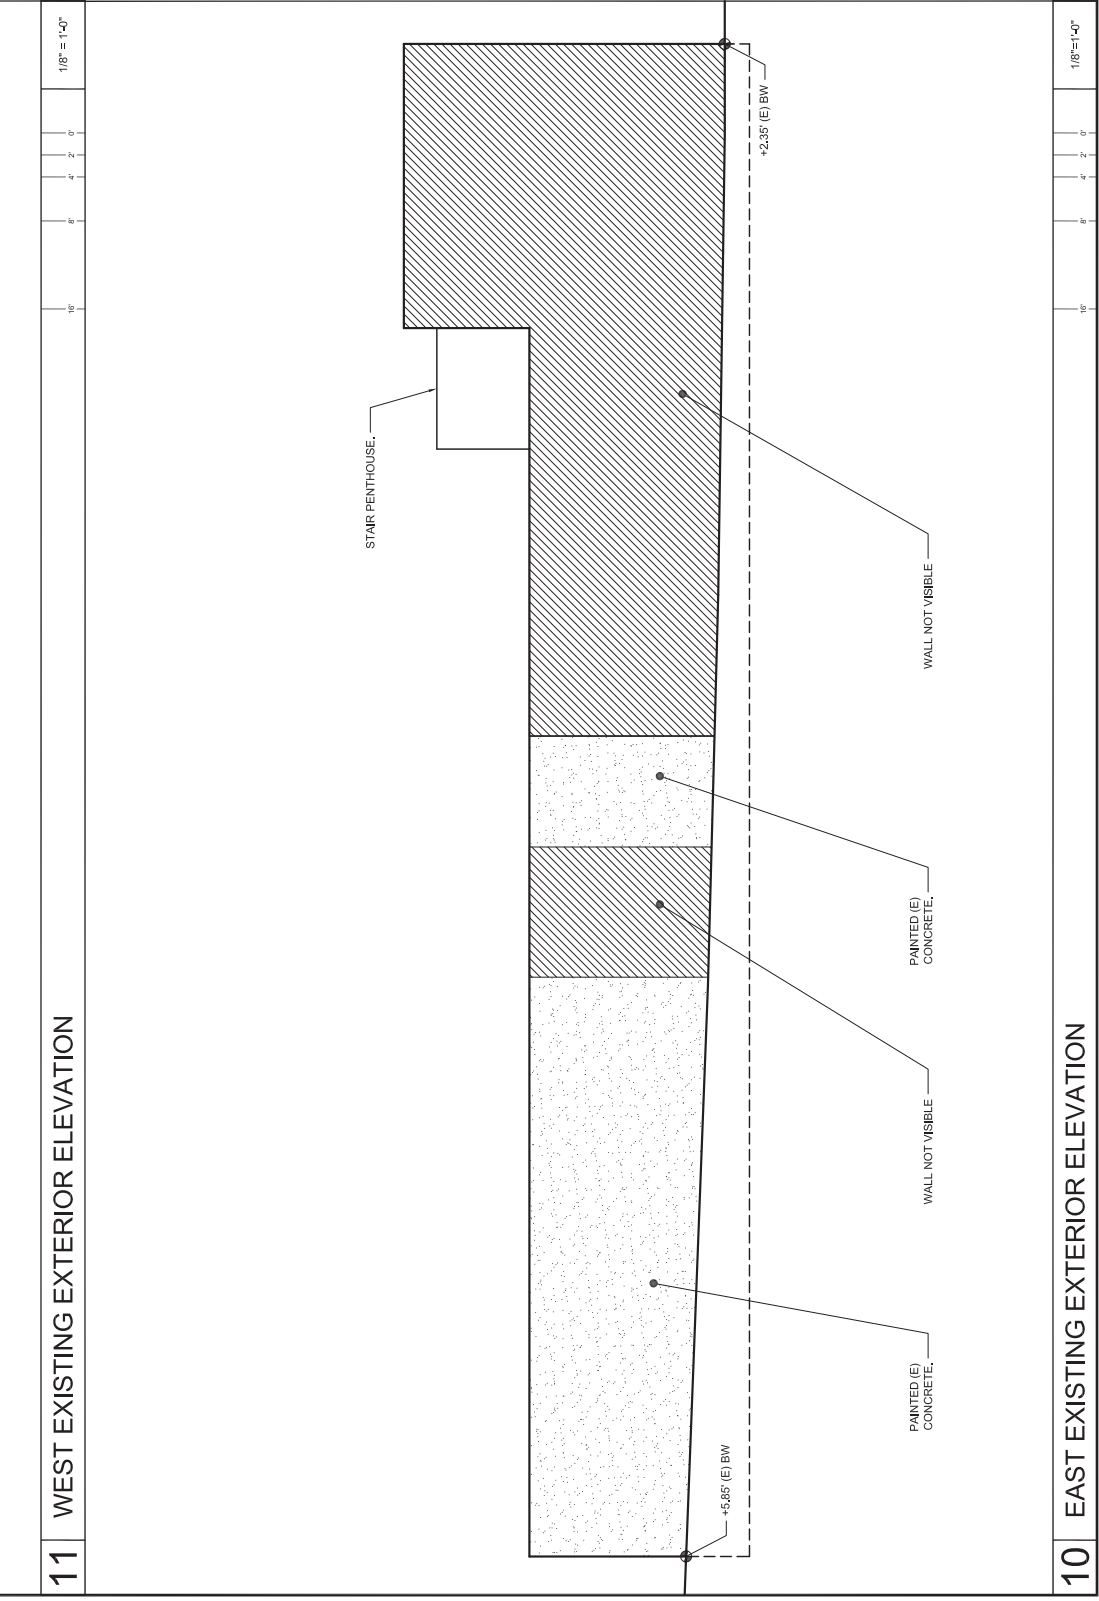 11 WEST EXISTING EXTERIOR ELEVATION
16' 8' 4' 2' 0'
1/8" = 1'-0"
STAIR PENTHOUSE.
+5.85' (E) BW
+2.35' (E) BW
PAINTED (E)
CONCRETE.
WALL NOT VISIBLE
PAINTED (E)
CONCRETE.
WALL NOT VISIBLE
10 EAST EXISTING EXTERIOR ELEVATION
16' 8' 4' 2' 0'
1/8"=1'-0"